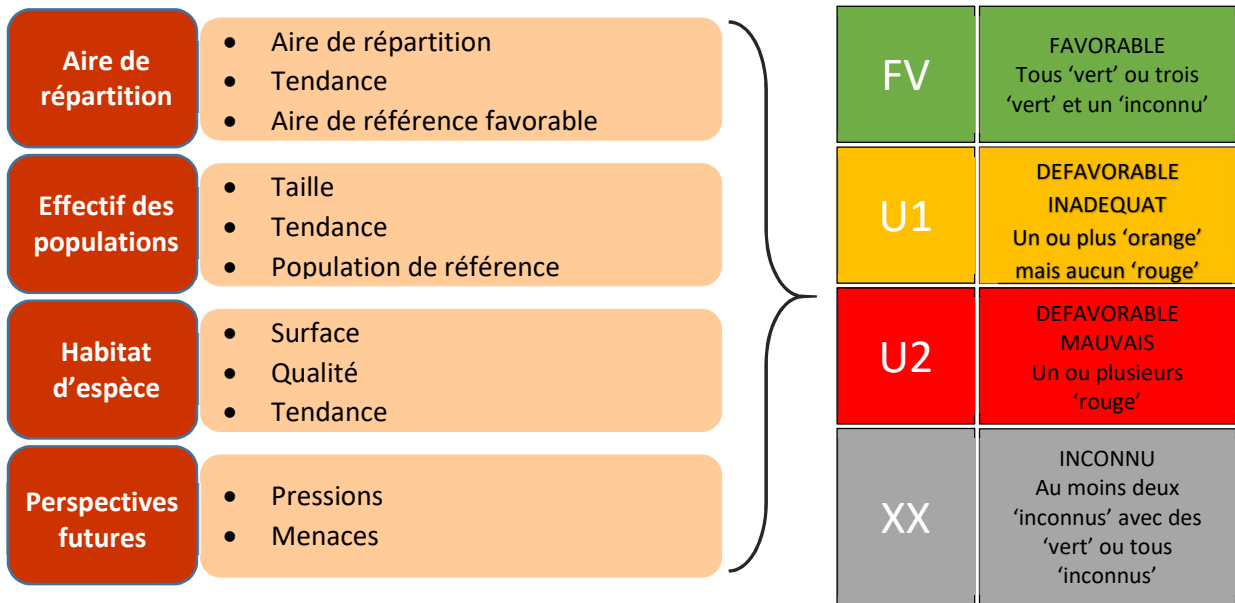 Aire de
répartition
• Aire de répartition
• Tendance
• Aire de référence favorable
Effectif des
populations
• Taille
• Tendance
• Population de référence
Habitat
d'espèce
• Surface
• Qualité
• Tendance
Perspectives
futures
• Pressions
• Menaces
FV
FAVORABLE
Tous ‘vert’ ou trois
‘vert’ et un ‘inconnu’
U1
DEFAVORABLE
INADEQUAT
Un ou plus ‘orange’
mais aucun ‘rouge’
U2
DEFAVORABLE
MAUVAIS
Un ou plusieurs
‘rouge’
XX
INCONNU
Au moins deux
‘inconnus’ avec des
‘vert’ ou tous
‘inconnus’